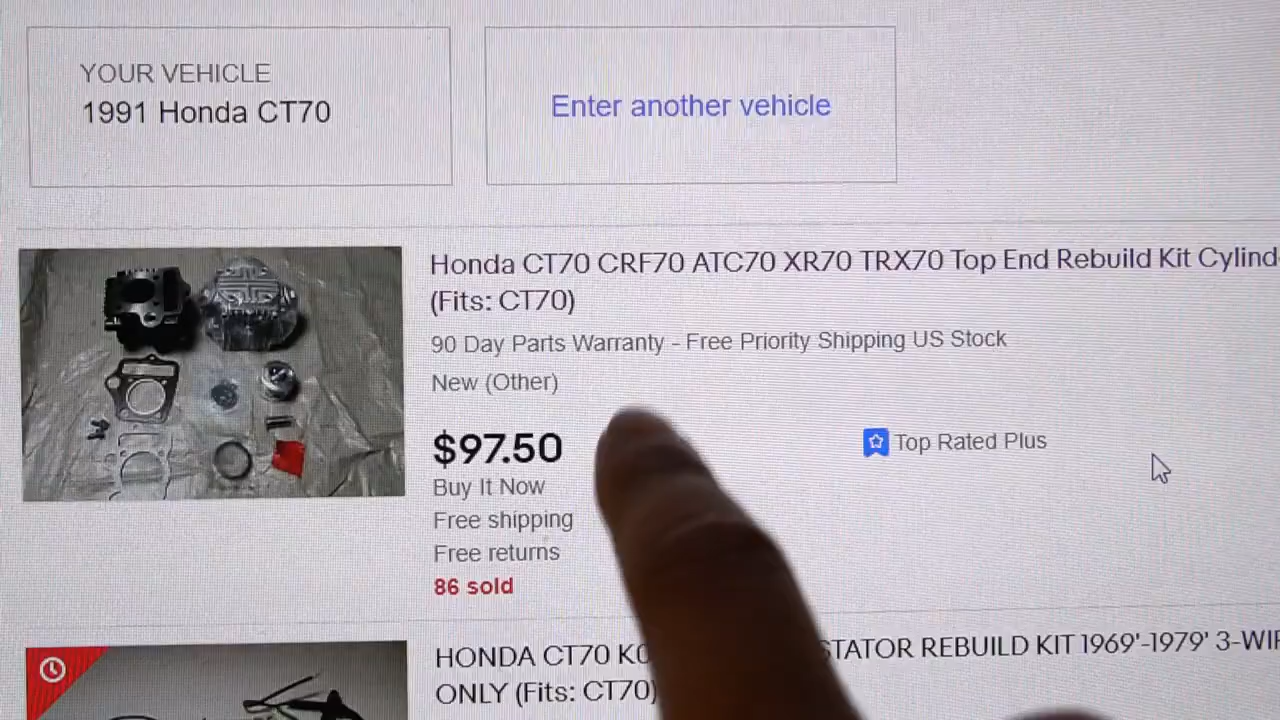 YOUR VEHICLE
1991 Honda CT70
Enter another vehicle
Honda CT70 CRF70 ATC70 XR70 TRX70 Top End Rebuild Kit Cylind
(Fits: CT70)
90 Day Parts Warranty - Free Priority Shipping US Stock
New (Other)
$97.50
Top Rated Plus
Buy It Now
Free shipping
Free returns
86 sold
HONDA CT70 K0 STATOR REBUILD KIT 1969'-1979' 3-WI
ONLY (Fits: CT70)